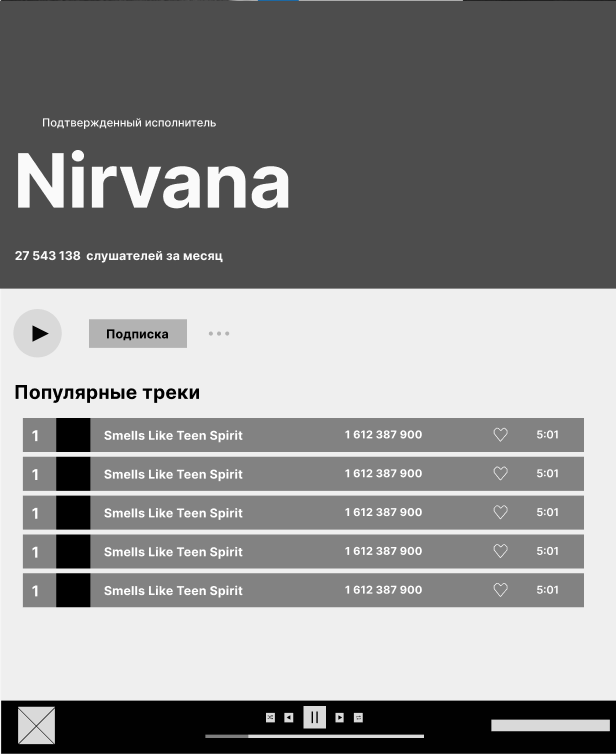 Подтвержденный исполнитель
Nirvana
27 543 138 слушателей за месяц
Подписка
Популярные треки
1 Smells Like Teen Spirit 1 612 387 900 5:01
1 Smells Like Teen Spirit 1 612 387 900 5:01
1 Smells Like Teen Spirit 1 612 387 900 5:01
1 Smells Like Teen Spirit 1 612 387 900 5:01
1 Smells Like Teen Spirit 1 612 387 900 5:01